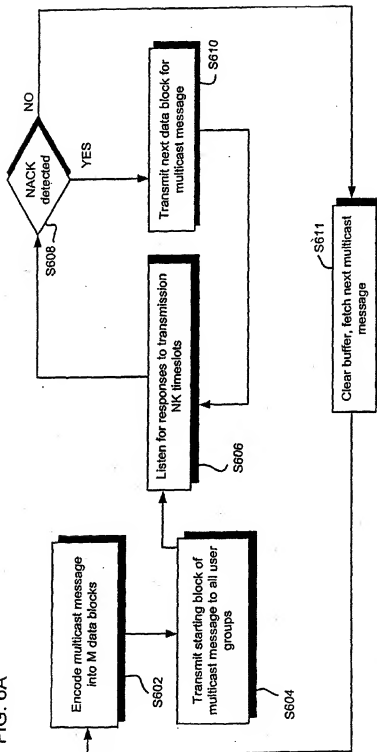 FIG. 6A
Encode multicast message
into M data blocks
S602
Transmit starting block of
multicast message to all user
groups
S604
Listen for responses to transmission
NK timeslots
S606
NACK
detected
S608
YES
NO
Transmit next data block for
multicast message
S610
Clear buffer, fetch next multicast
message
S611